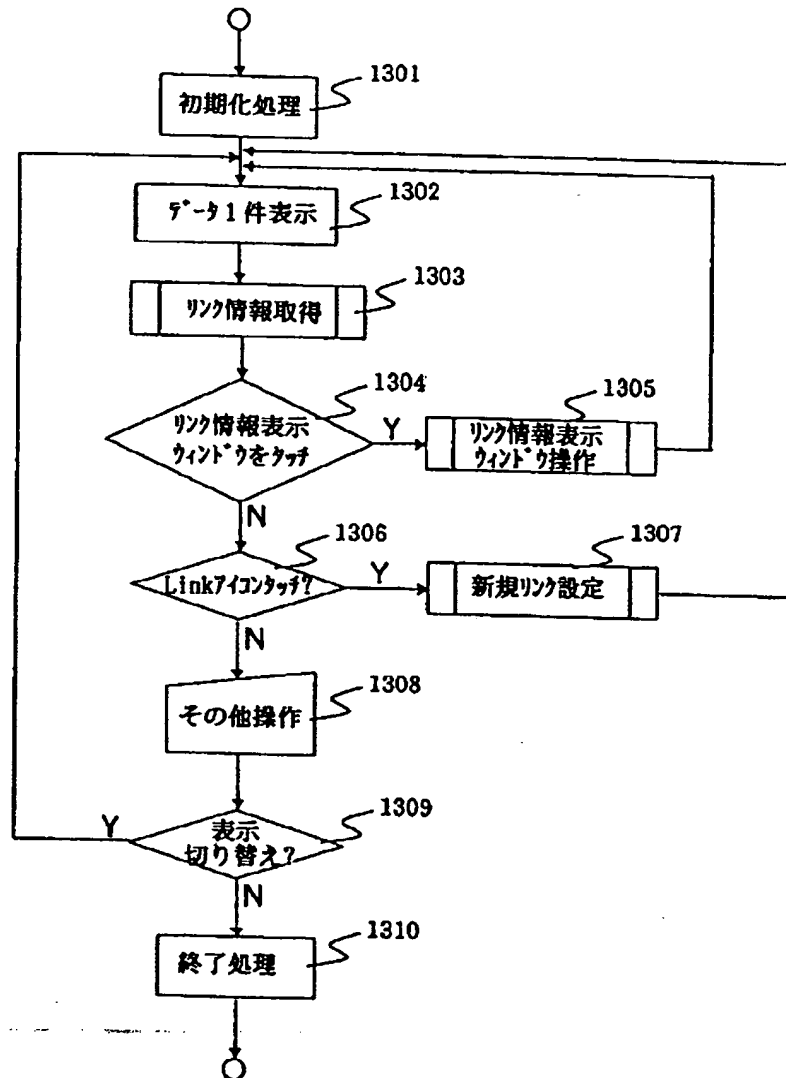 1301
初期化処理
1302
ﾃﾞｰﾀ1件表示
1303
ﾘﾝｸ情報取得
1304
ﾘﾝｸ情報表示
ｳｨﾝﾄﾞｳをﾀｯﾁ
Y
1305
ﾘﾝｸ情報表示
ｳｨﾝﾄﾞｳ操作
N
1306
Linkｱｲｺﾝﾀｯﾁ?
Y
1307
新規ﾘﾝｸ設定
N
1308
その他操作
1309
表示
切り替え?
Y
N
1310
終了処理